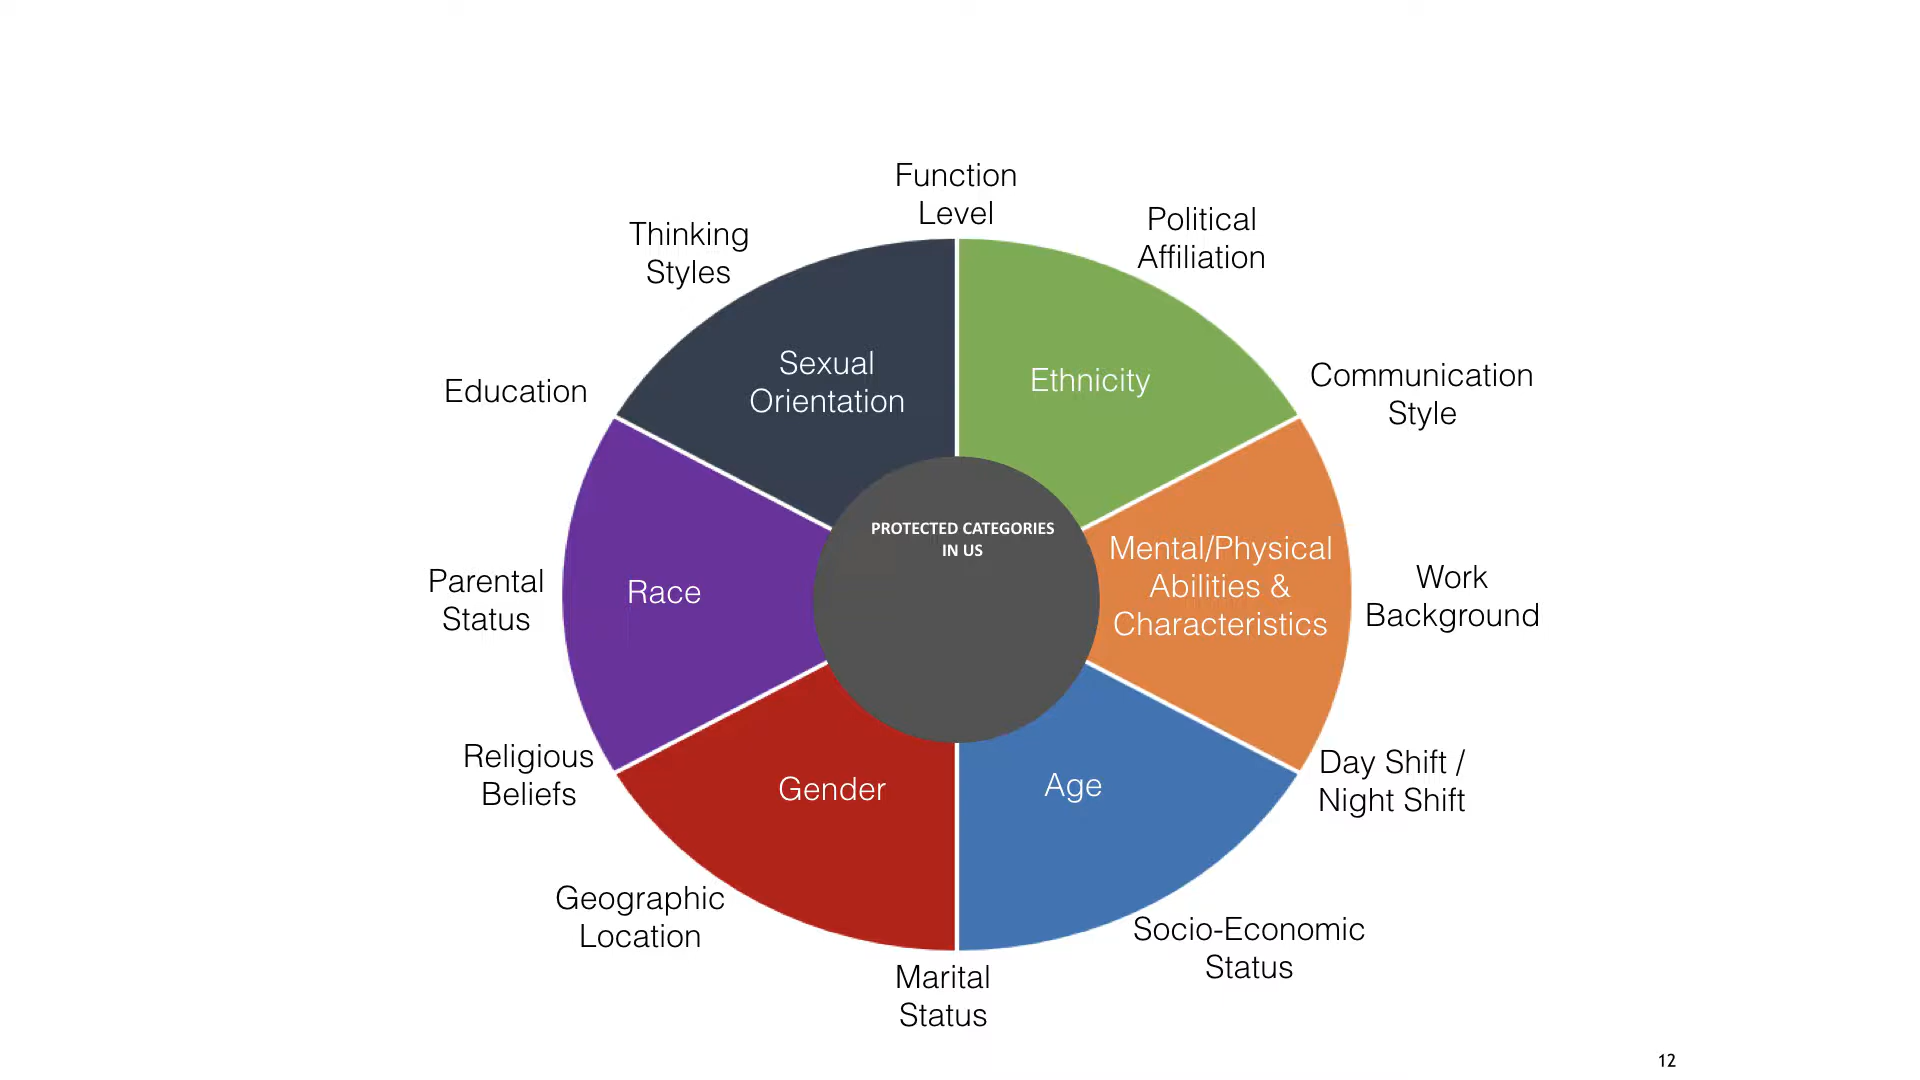 Function
Level
Political
Affiliation
Thinking
Styles
Sexual
Orientation
Ethnicity
Communication
Style
Education
PROTECTED CATEGORIES
IN US
Mental/Physical
Abilities &
Characteristics
Work
Background
Race
Parental
Status
Religious
Beliefs
Gender
Age
Day Shift /
Night Shift
Geographic
Location
Socio-Economic
Status
Marital
Status
12